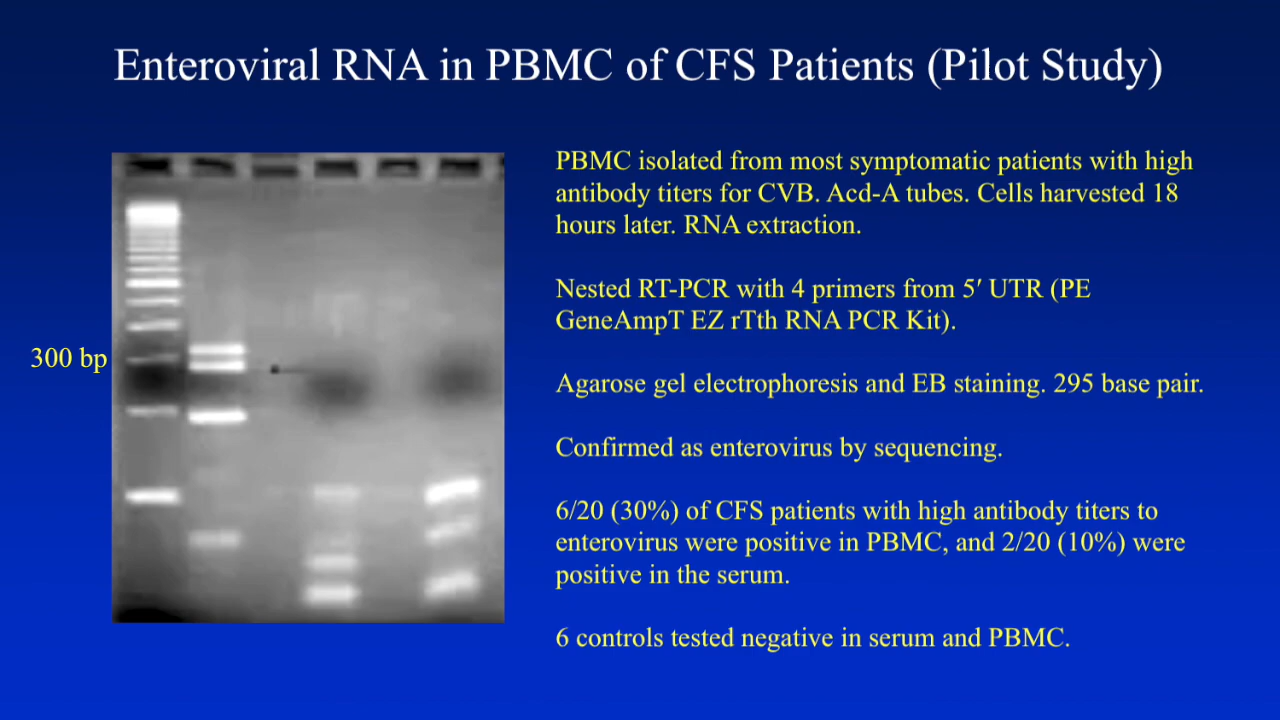 Enteroviral RNA in PBMC of CFS Patients (Pilot Study)
300 bp
PBMC isolated from most symptomatic patients with high
antibody titers for CVB. Acd-A tubes. Cells harvested 18
hours later. RNA extraction.
Nested RT-PCR with 4 primers from 5′ UTR (PE
GeneAmpT EZ rTth RNA PCR Kit).
Agarose gel electrophoresis and EB staining. 295 base pair.
Confirmed as enterovirus by sequencing.
6/20 (30%) of CFS patients with high antibody titers to
enterovirus were positive in PBMC, and 2/20 (10%) were
positive in the serum.
6 controls tested negative in serum and PBMC.